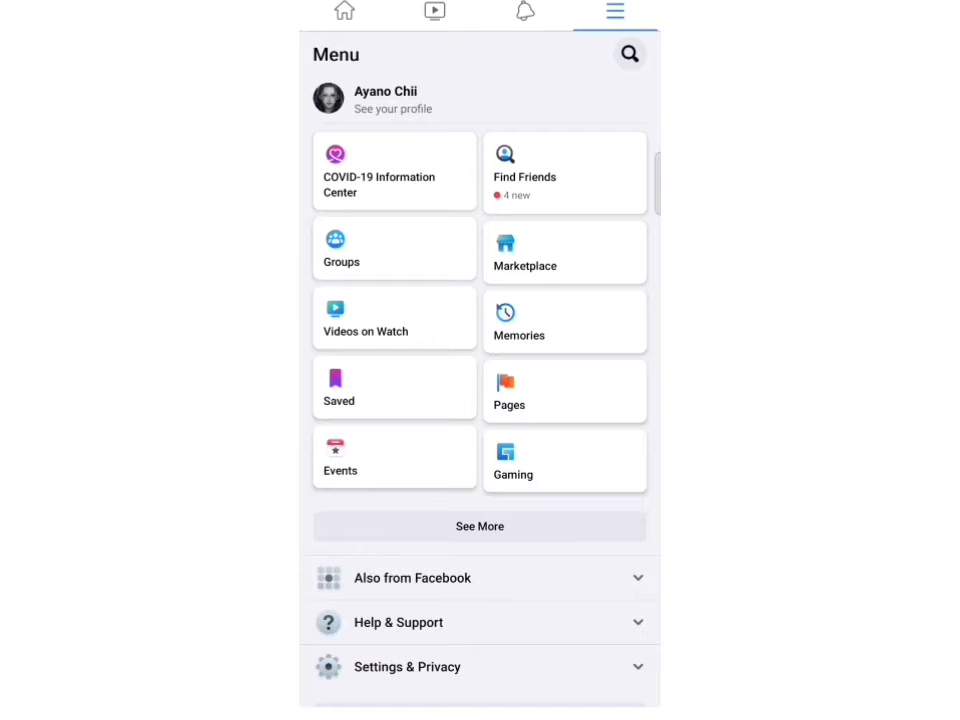 Menu
Ayano Chii
See your profile
COVID-19 Information
Center
Find Friends
4 new
Groups
Marketplace
Videos on Watch
Memories
Saved
Pages
Events
Gaming
See More
Also from Facebook
Help & Support
Settings & Privacy